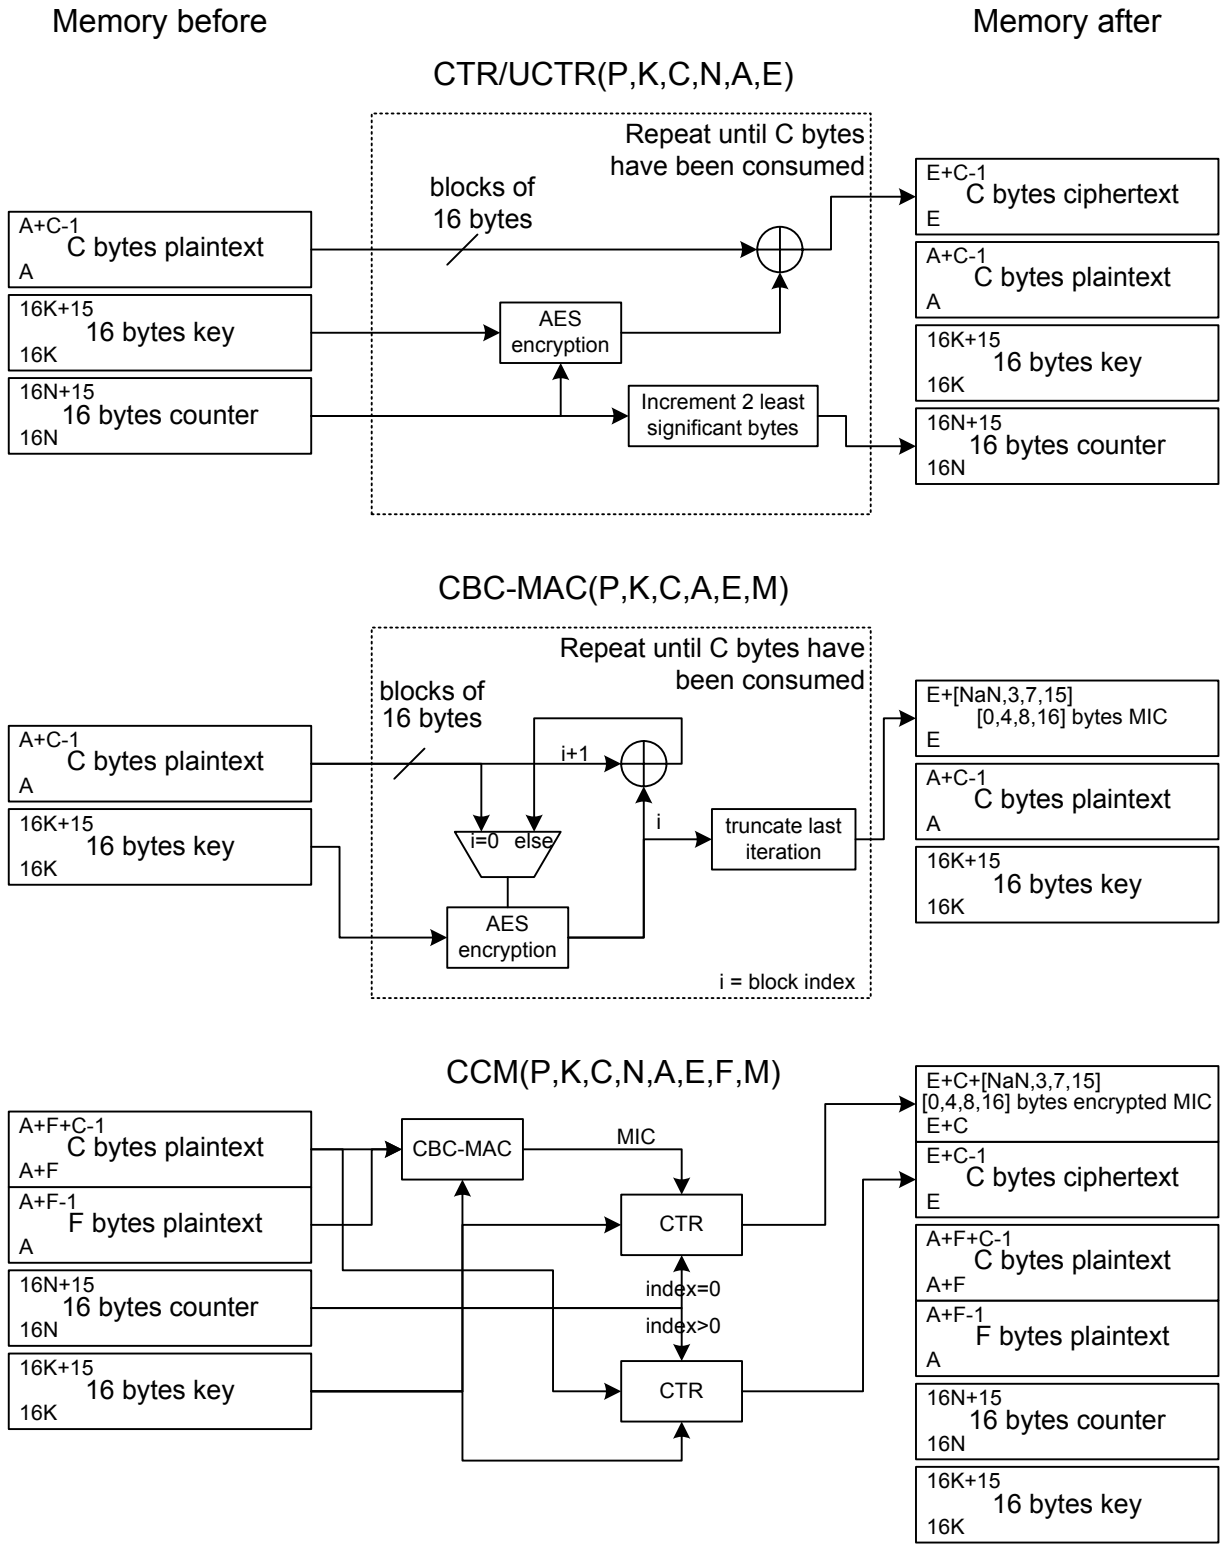 Memory before
Memory after
CTR/UCTR(P,K,C,N,A,E)
Repeat until C bytes
have been consumed
blocks of
16 bytes
A+C-1
C bytes plaintext
A
16K+15
16 bytes key
16K
16N+15
16 bytes counter
16N
AES
encryption
Increment 2 least
significant bytes
E+C-1
C bytes ciphertext
E
A+C-1
C bytes plaintext
A
16K+15
16 bytes key
16K
16N+15
16 bytes counter
16N
CBC-MAC(P,K,C,A,E,M)
Repeat until C bytes have
been consumed
blocks of
16 bytes
A+C-1
C bytes plaintext
A
16K+15
16 bytes key
16K
i+1
i=0 else
i
AES
encryption
truncate last
iteration
i = block index
E+[NaN,3,7,15]
[0,4,8,16] bytes MIC
E
A+C-1
C bytes plaintext
A
16K+15
16 bytes key
16K
CCM(P,K,C,N,A,E,F,M)
A+F+C-1
C bytes plaintext
A+F
A+F-1
F bytes plaintext
A
16N+15
16 bytes counter
16N
16K+15
16 bytes key
16K
CBC-MAC
MIC
CTR
index=0
index>0
CTR
E+C+[NaN,3,7,15]
[0,4,8,16] bytes encrypted MIC
E+C
E+C-1
C bytes ciphertext
E
A+F+C-1
C bytes plaintext
A+F
A+F-1
F bytes plaintext
A
16N+15
16 bytes counter
16N
16K+15
16 bytes key
16K